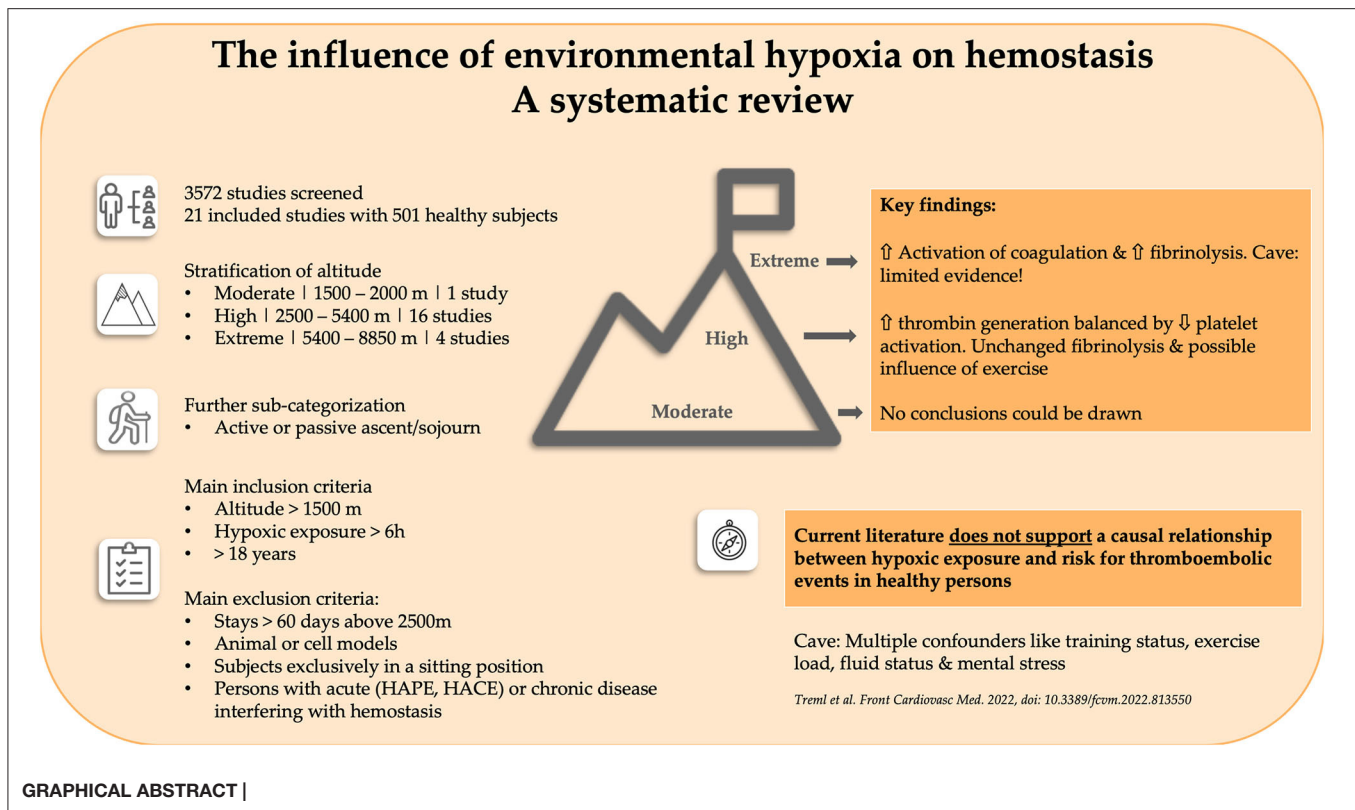 The influence of environmental hypoxia on hemostasis
A systematic review
3572 studies screened
21 included studies with 501 healthy subjects
Stratification of altitude
• Moderate | 1500 – 2000 m | 1 study
• High | 2500 – 5400 m | 16 studies
• Extreme | 5400 – 8850 m | 4 studies
Further sub-categorization
• Active or passive ascent/sojourn
Main inclusion criteria
• Altitude > 1500 m
• Hypoxic exposure > 6h
• > 18 years
Main exclusion criteria:
• Stays > 60 days above 2500m
• Animal or cell models
• Subjects exclusively in a sitting position
• Persons with acute (HAPE, HACE) or chronic disease
interfering with hemostasis
Extreme
High
Moderate
Key findings:
⇧ Activation of coagulation & ⇧ fibrinolysis. Cave:
limited evidence!
⇧ thrombin generation balanced by ⇩ platelet
activation. Unchanged fibrinolysis & possible
influence of exercise
No conclusions could be drawn
Current literature does not support a causal relationship
between hypoxic exposure and risk for thromboembolic
events in healthy persons
Cave: Multiple confounders like training status, exercise
load, fluid status & mental stress
Treml et al. Front Cardiovasc Med. 2022, doi: 10.3389/fcvm.2022.813550
GRAPHICAL ABSTRACT |